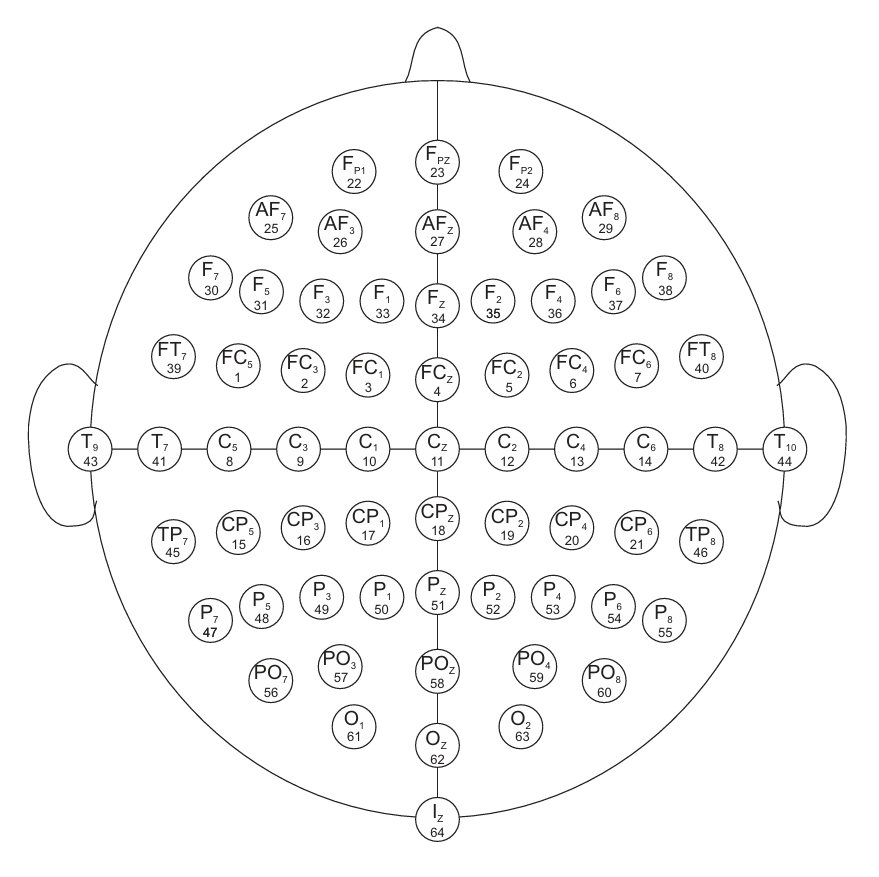 FP1 FPZ FP2
22 23 24
AF7 AF3 AFZ AF4 AF8
25 26 27 28 29
F7 F5 F3 F1 FZ F2 F4 F6 F8
30 31 32 33 34 35 36 37 38
FT7 FC5 FC3 FC1 FCZ FC2 FC4 FC6 FT8
39 1 2 3 4 5 6 7 40
T9 T7 C5 C3 C1 CZ C2 C4 C6 T8 T10
43 41 8 9 10 11 12 13 14 42 44
TP7 CP5 CP3 CP1 CPZ CP2 CP4 CP6 TP8
45 15 16 17 18 19 20 21 46
P7 P5 P3 P1 PZ P2 P4 P6 P8
47 48 49 50 51 52 53 54 55
PO7 PO3 POZ PO4 PO8
56 57 58 59 60
O1 OZ O2
61 62 63
IZ
64